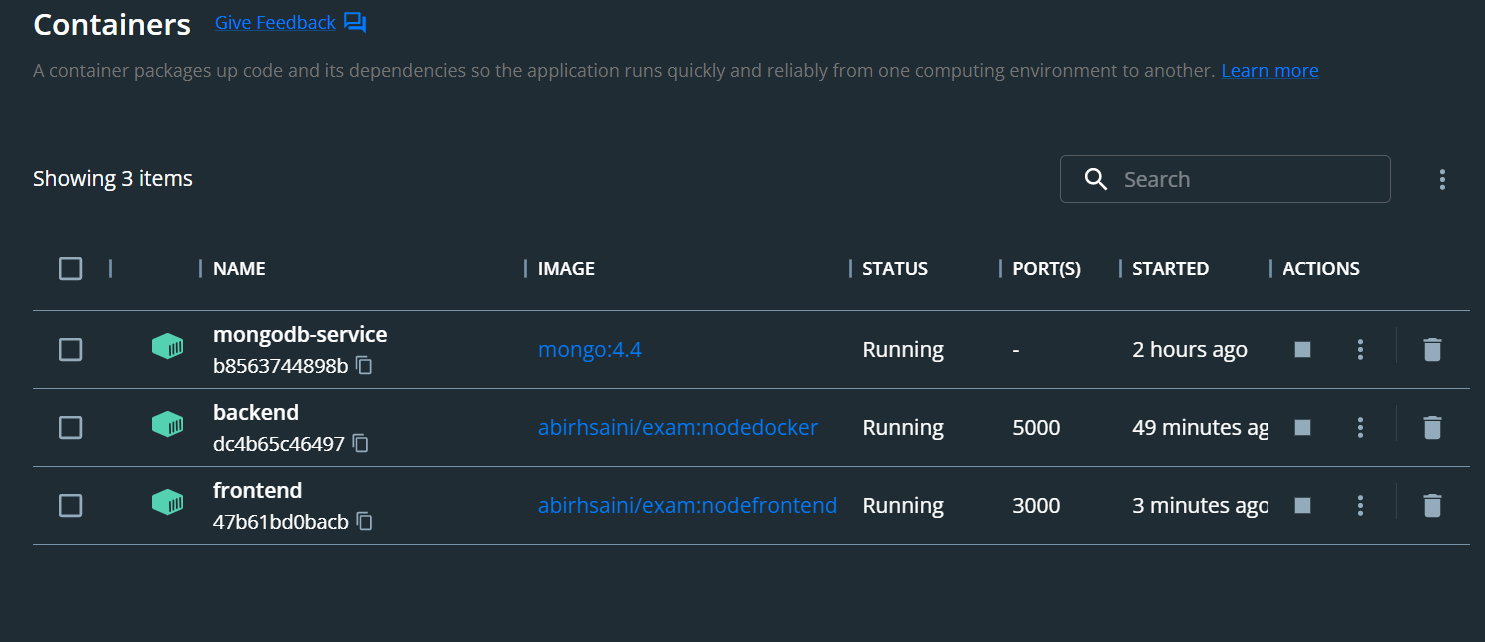 Containers Give Feedback
A container packages up code and its dependencies so the application runs quickly and reliably from one computing environment to another. Learn more
Showing 3 items
Search
NAME IMAGE STATUS PORT(S) STARTED ACTIONS
mongodb-service
b8563744898b
mongo:4.4 Running - 2 hours ago
backend
dc4b65c46497
abirhsaini/exam:nodedocker Running 5000 49 minutes ag
frontend
47b61bd0bacb
abirhsaini/exam:nodefrontend Running 3000 3 minutes ago